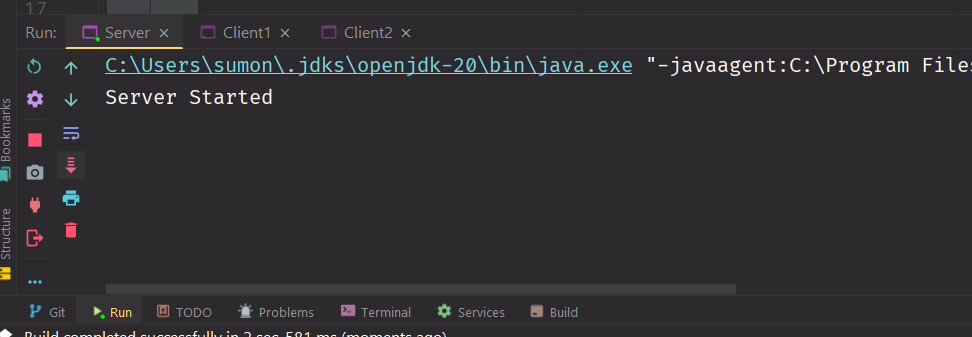 17
Run: Server × Client1 × Client2 ×
C:\Users\sumon\.jdks\openjdk-20\bin\java.exe "-javaagent:C:\Program Files
Server Started
Bookmarks
Structure
Git Run TODO Problems Terminal Services Build
Build completed successfully in 2 sec, 581 ms (moments ago)